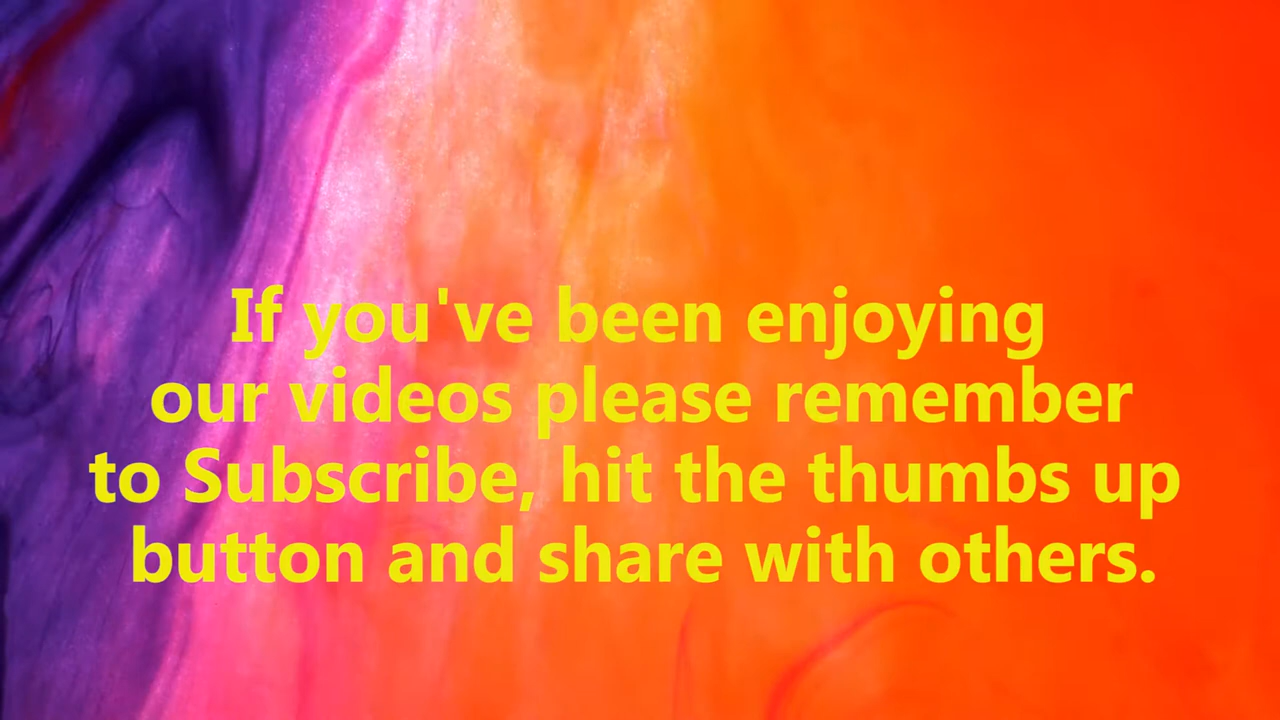 If you've been enjoying
our videos please remember
to Subscribe, hit the thumbs up
button and share with others.